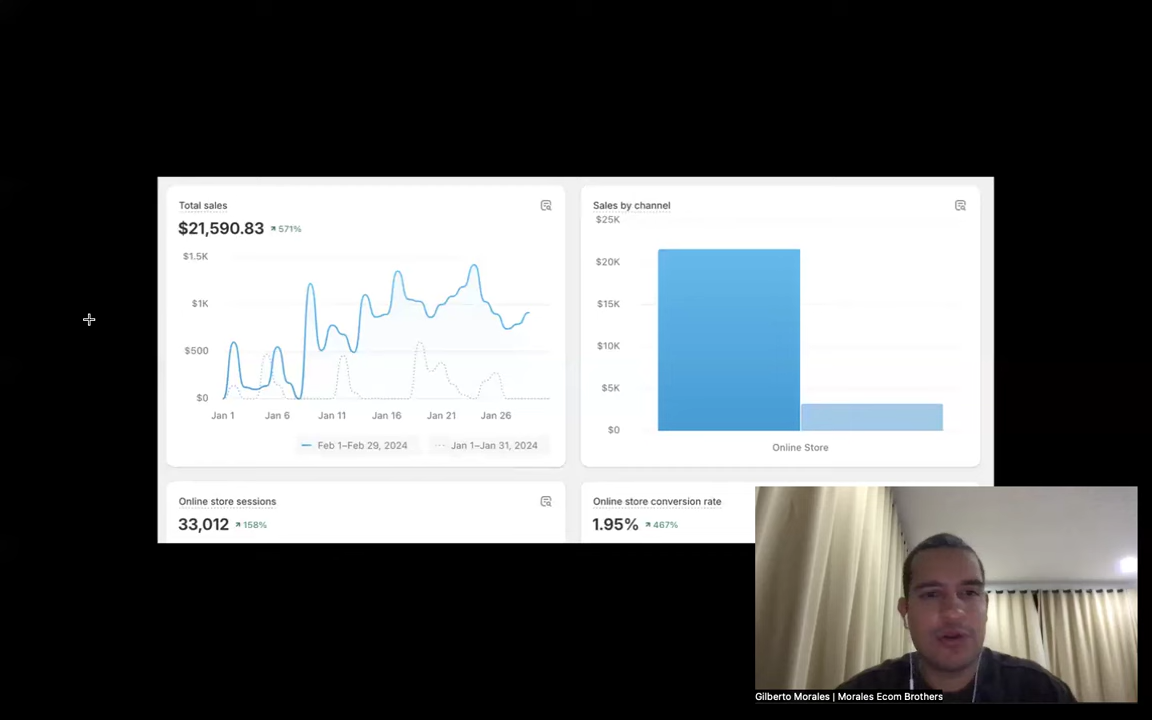 Total sales
$21,590.83 571%
$1.5K
$1K
$500
$0
Jan 1 Jan 6 Jan 11 Jan 16 Jan 21 Jan 26
Feb 1–Feb 29, 2024 Jan 1–Jan 31, 2024
Sales by channel
$25K
$20K
$15K
$10K
$5K
$0
Online Store
Online store sessions
33,012 158%
Online store conversion rate
1.95% 467%
Gilberto Morales | Morales Ecom Brothers